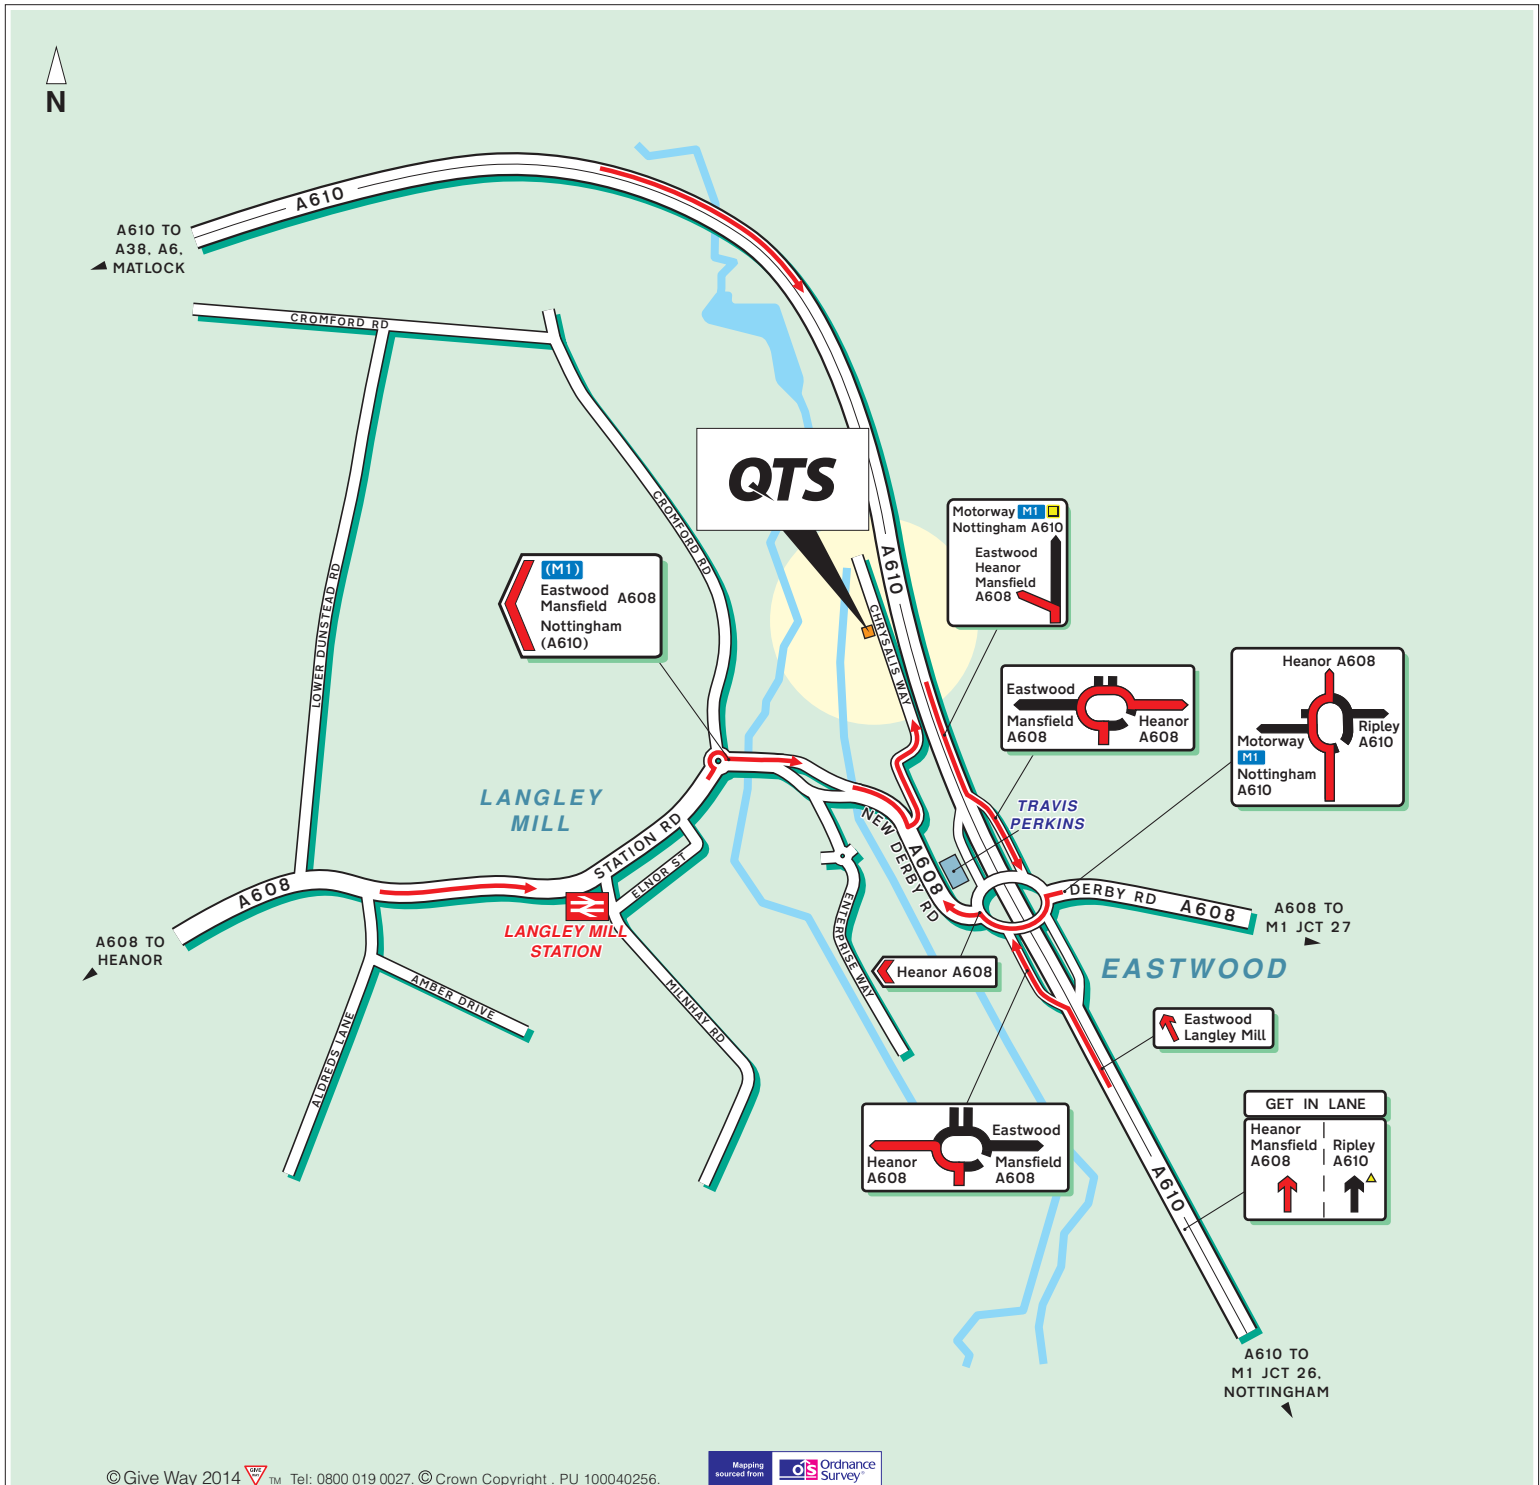 N
A610
A610 TO
A38, A6,
MATLOCK
CROMFORD RD
CROMFORD RD
LOWER DUNSTEAD RD
QTS
A610
CHRYSALIS WAY
Motorway M1
Nottingham A610
Eastwood
Heanor
Mansfield
A608
(M1)
Eastwood
Mansfield A608
Nottingham
(A610)
Eastwood
Mansfield
A608
Heanor
A608
Heanor A608
Ripley
A610
Motorway
M1
Nottingham
A610
LANGLEY
MILL
TRAVIS
PERKINS
STATION RD
ELNOR ST
NEW DERBY RD
A608
A608
DERBY RD A608
A608 TO
M1 JCT 27
A608 TO
HEANOR
LANGLEY MILL
STATION
ENTERPRISE WAY
Heanor A608
EASTWOOD
AMBER DRIVE
ALDREDS LANE
MILNHAY RD
Eastwood
Langley Mill
GET IN LANE
Heanor
Mansfield
A608
Ripley
A610
Eastwood
Heanor
A608
Mansfield
A608
A610
A610 TO
M1 JCT 26,
NOTTINGHAM
© Give Way 2014 GIVE WAY TM Tel: 0800 019 0027. © Crown Copyright . PU 100040256.
Mapping
sourced from
OS Ordnance
Survey®